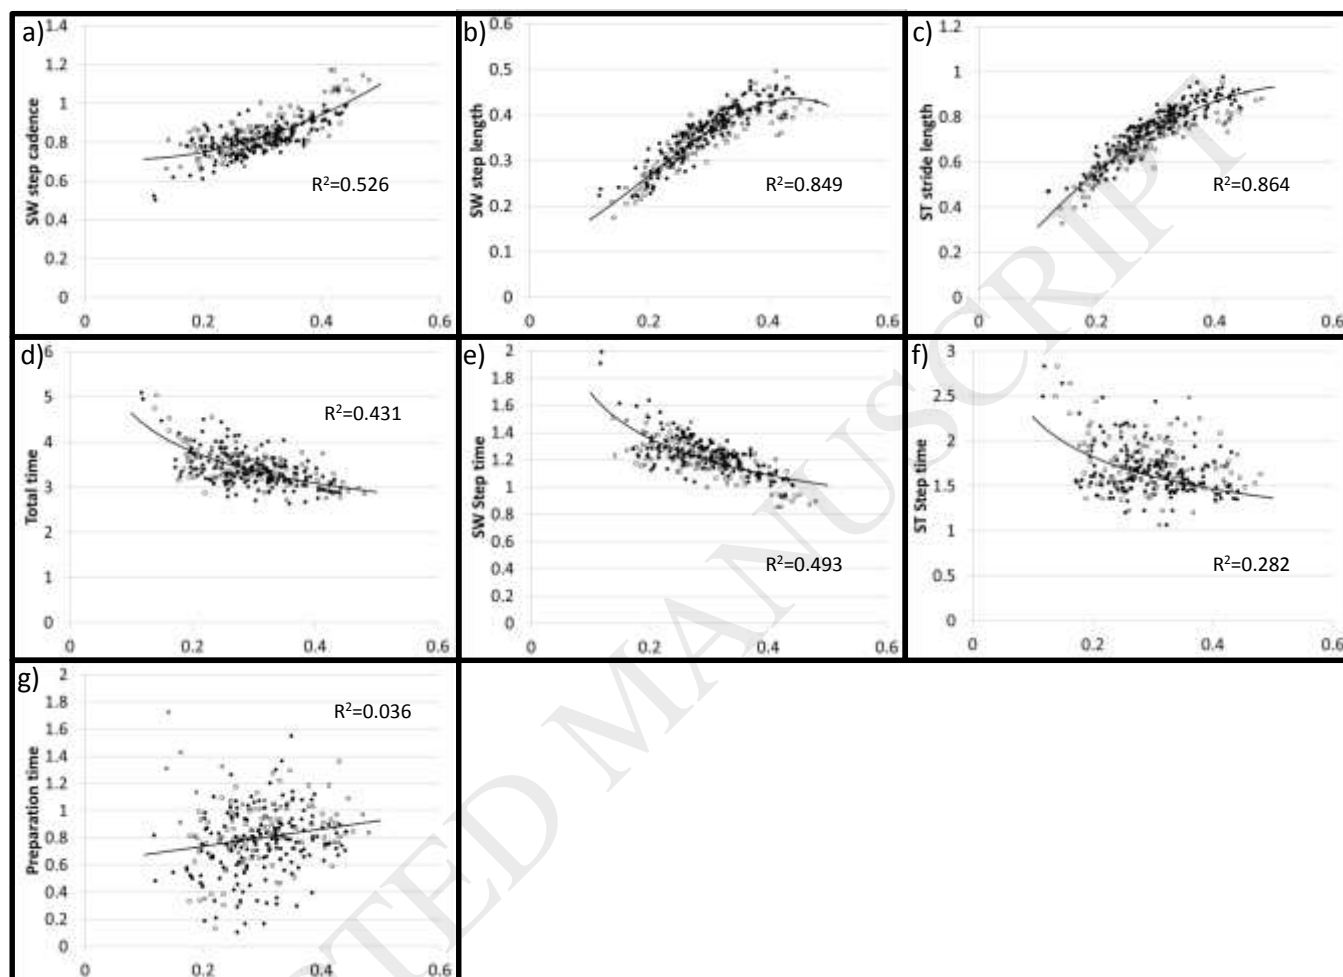 a)
1.4
1.2
1
0.8
0.6
0.4
0.2
0
SW step cadence
R²=0.526
0 0.2 0.4 0.6
b)
0.6
0.5
0.4
0.3
0.2
0.1
0
SW step length
R²=0.849
0 0.2 0.4 0.6
c)
1.2
1
0.8
0.6
0.4
0.2
0
ST stride length
R²=0.864
0 0.2 0.4 0.6
d)
6
5
4
3
2
1
0
Total time
R²=0.431
0 0.2 0.4 0.6
e)
2
1.8
1.6
1.4
1.2
1
0.8
0.6
0.4
0.2
0
SW Step time
R²=0.493
0 0.2 0.4 0.6
f)
3
2.5
2
1.5
1
0.5
0
ST Step time
R²=0.282
0 0.2 0.4 0.6
g)
2
1.8
1.6
1.4
1.2
1
0.8
0.6
0.4
0.2
0
Preparation time
R²=0.036
0 0.2 0.4 0.6
TED MANUSCRIPT